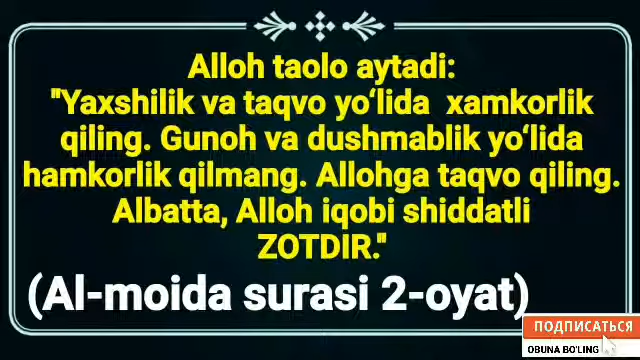 Alloh taolo aytadi:
"Yaxshilik va taqvo yo‘lida xamkorlik
qiling. Gunoh va dushmablik yo‘lida
hamkorlik qilmang. Allohga taqvo qiling.
Albatta, Alloh iqobi shiddatli
ZOTDIR."
(Al-moida surasi 2-oyat)
ПОДПИСАТЬСЯ
OBUNA BO'LING